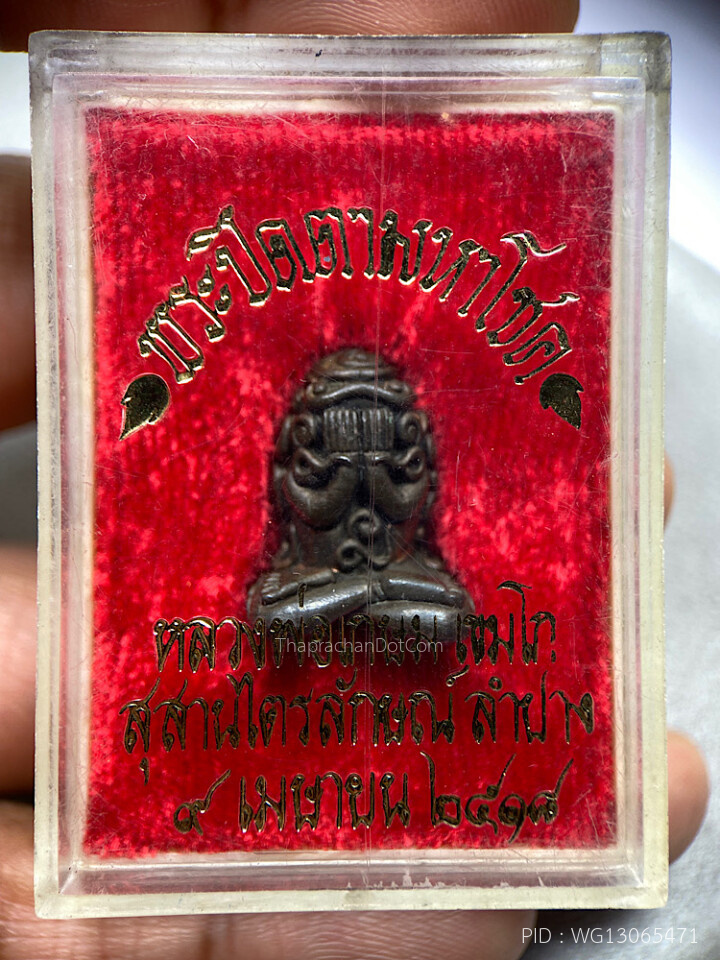 พระปิดตามหาโชค
หลวงพ่อเกษม เขมโก
ThaprachanDotCom
สุสานไตรลักษณ์ ลำปาง
๙ เมษายน ๒๕๑๘
PID : WG13065471